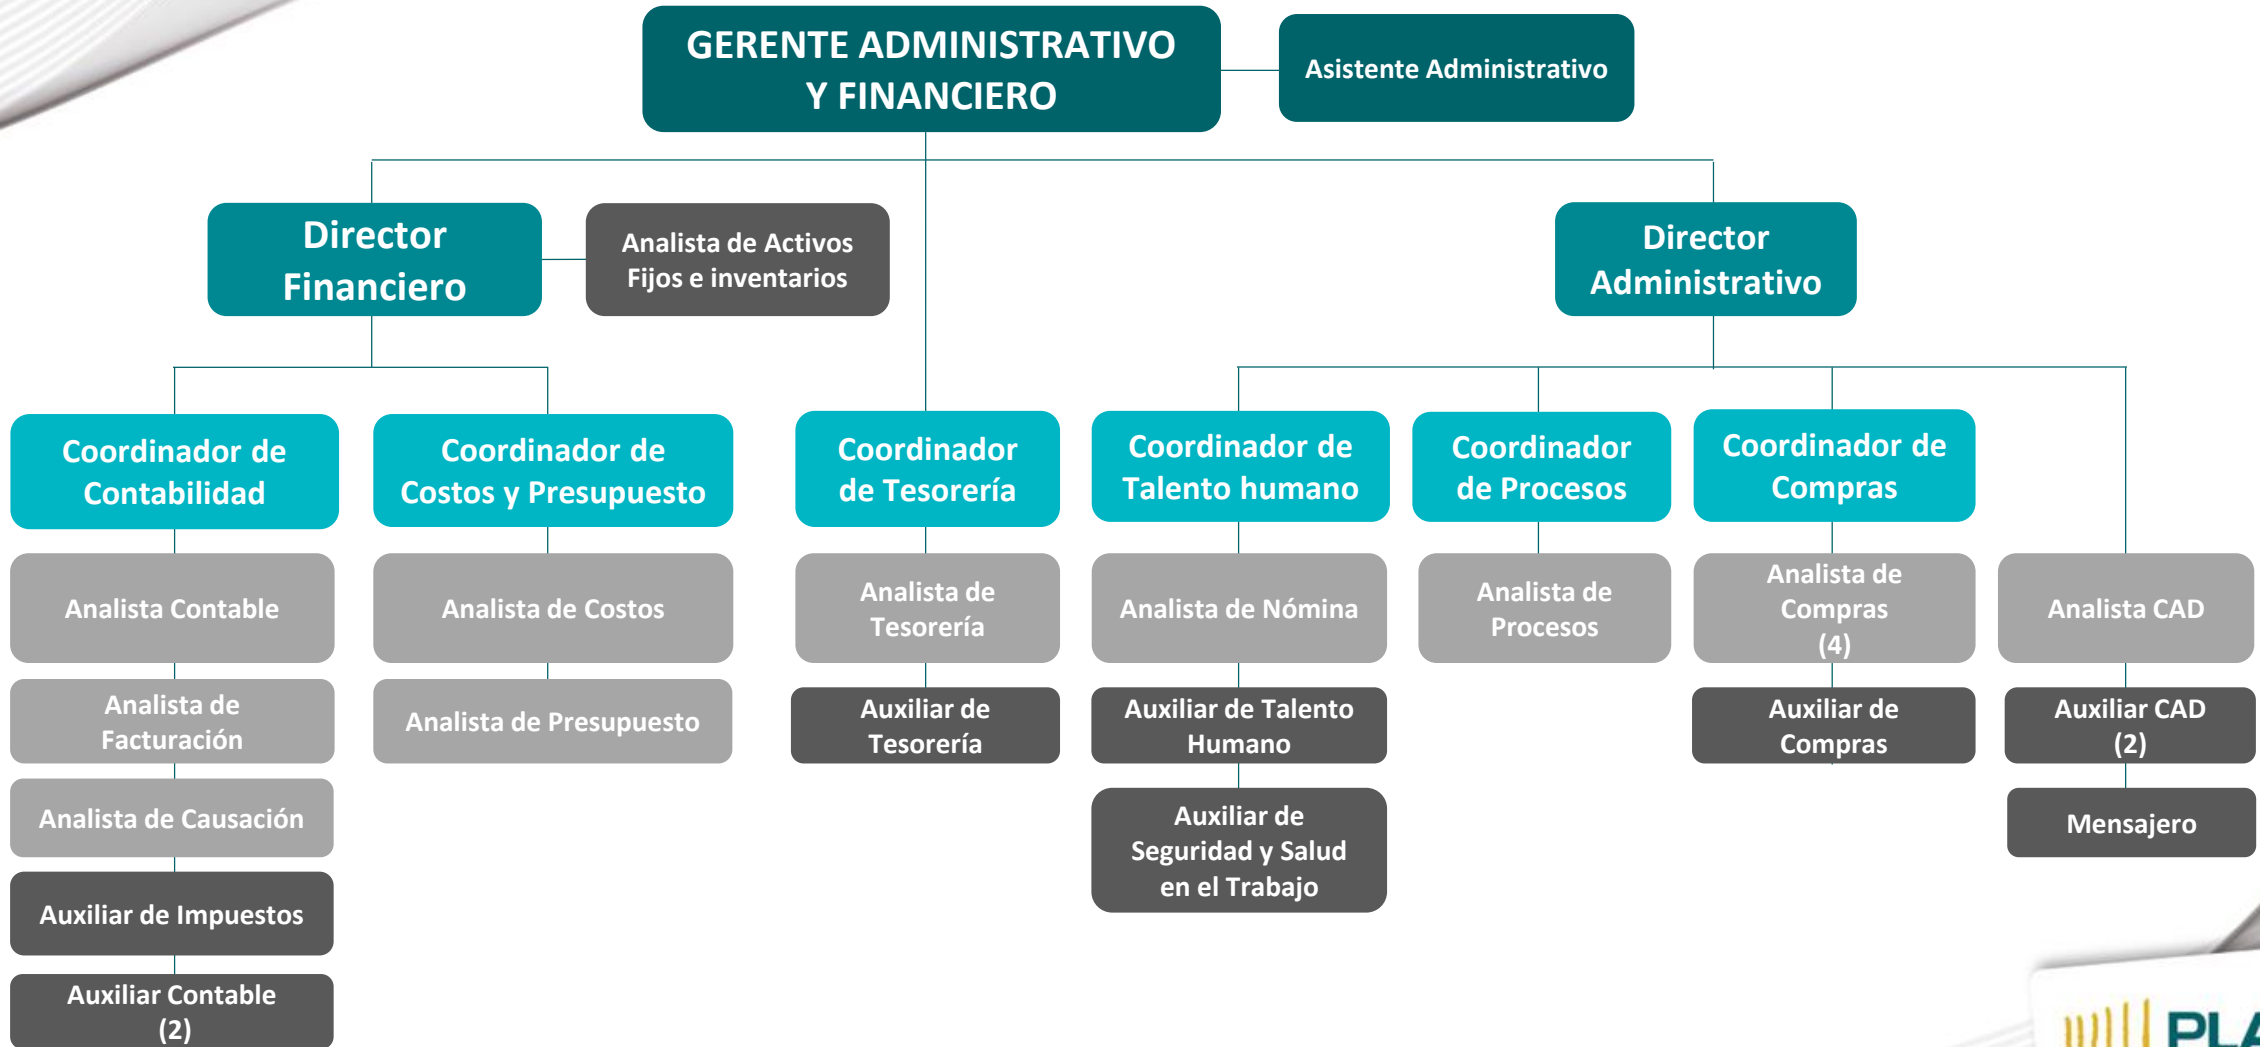 GERENTE ADMINISTRATIVO
Y FINANCIERO
Asistente Administrativo
Director
Financiero
Analista de Activos
Fijos e inventarios
Director
Administrativo
Coordinador de
Contabilidad
Coordinador de
Costos y Presupuesto
Coordinador
de Tesorería
Coordinador de
Talento humano
Coordinador
de Procesos
Coordinador de
Compras
Analista Contable
Analista de Costos
Analista de
Tesorería
Analista de Nómina
Analista de
Procesos
Analista de
Compras
(4)
Analista CAD
Analista de
Facturación
Analista de Presupuesto
Auxiliar de
Tesorería
Auxiliar de Talento
Humano
Auxiliar de
Compras
Auxiliar CAD
(2)
Analista de Causación
Auxiliar de
Seguridad y Salud
en el Trabajo
Mensajero
Auxiliar de Impuestos
Auxiliar Contable
(2)